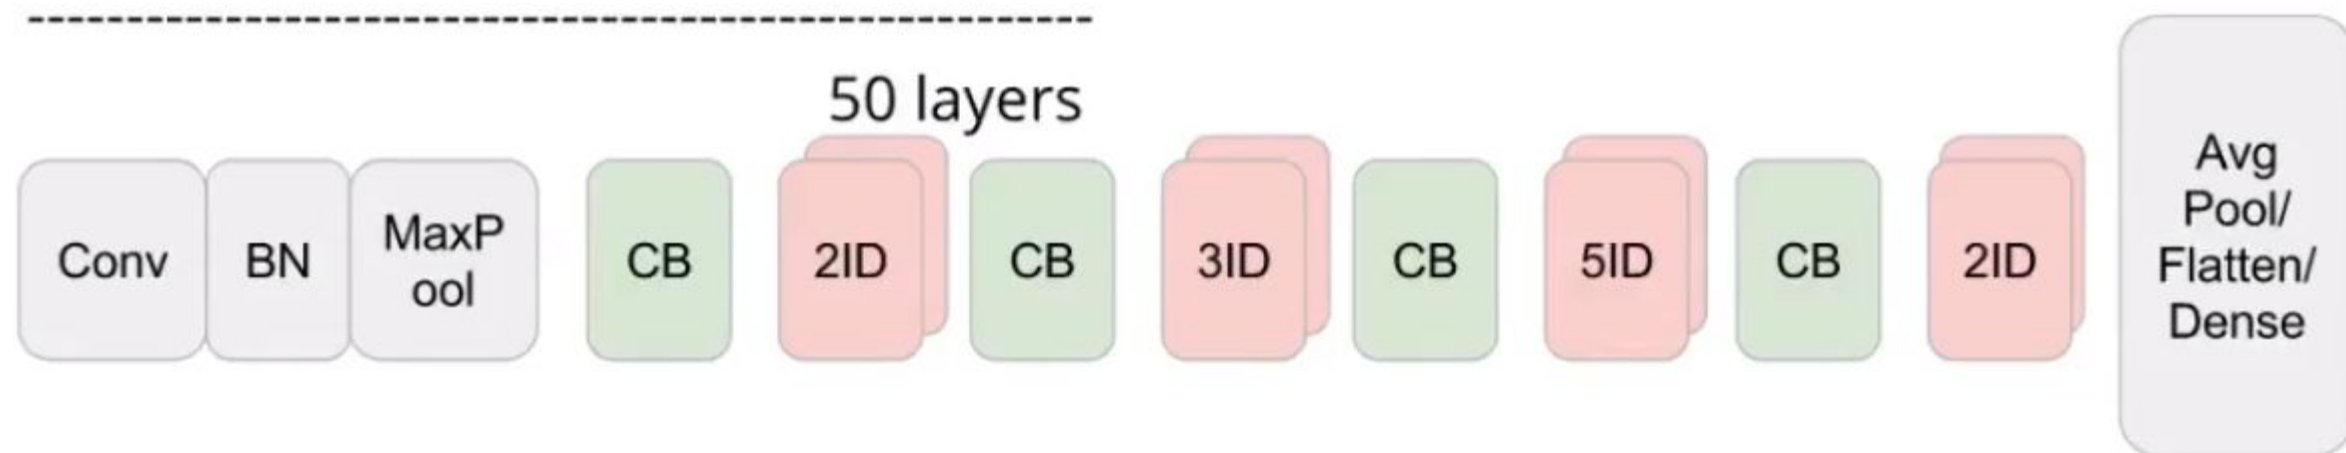 50 layers
Conv
BN
MaxP
ool
CB
2ID
CB
3ID
CB
5ID
CB
2ID
Avg
Pool/
Flatten/
Dense